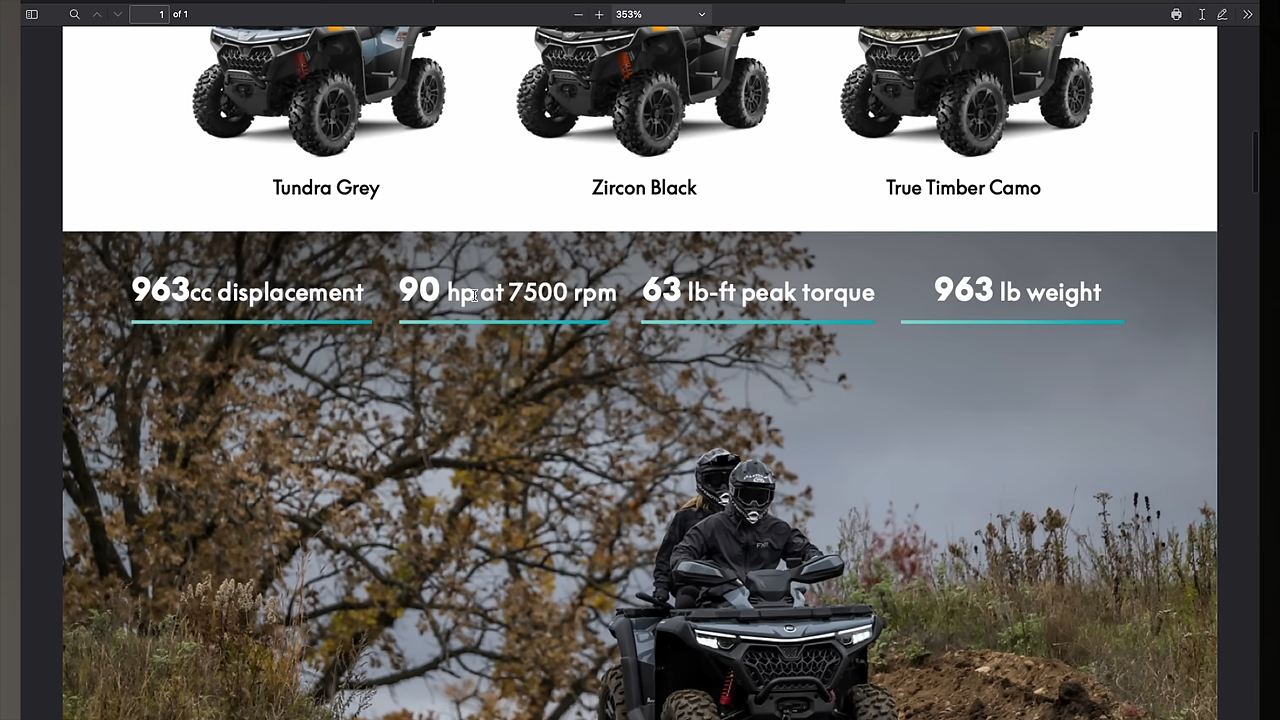 1 of 1 353%
Tundra Grey Zircon Black True Timber Camo
963cc displacement 90 hp at 7500 rpm 63 lb-ft peak torque 963 lb weight